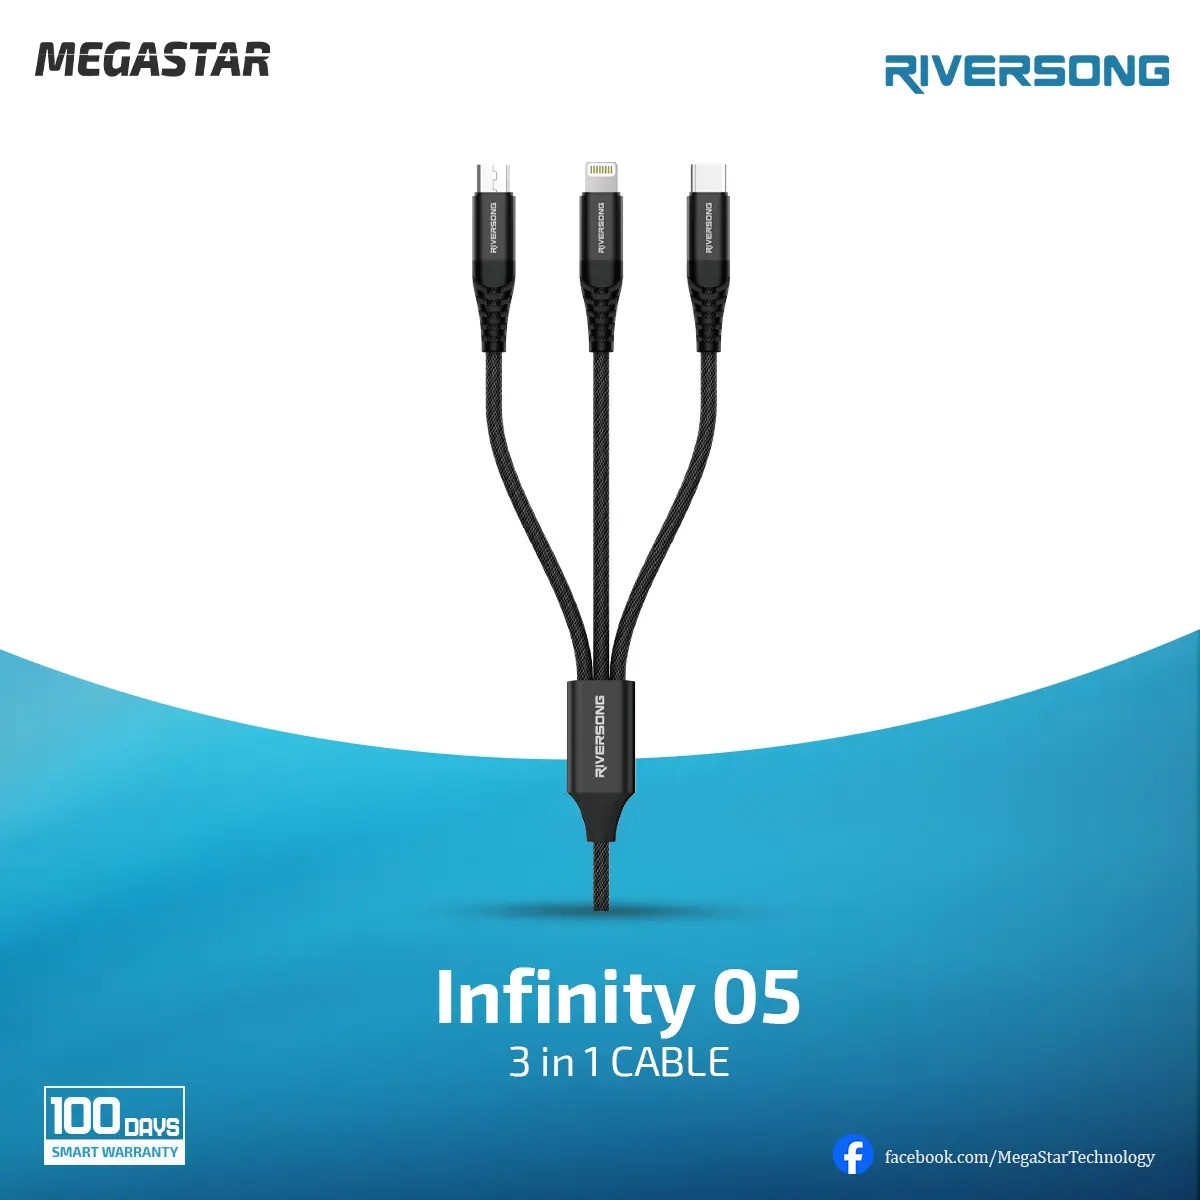 MEGASTAR
RIVERSONG
RIVERSONG
RIVERSONG
RIVERSONG
RIVERSONG
Infinity 05
3 in 1 CABLE
100 DAYS
SMART WARRANTY
facebook.com/MegaStarTechnology